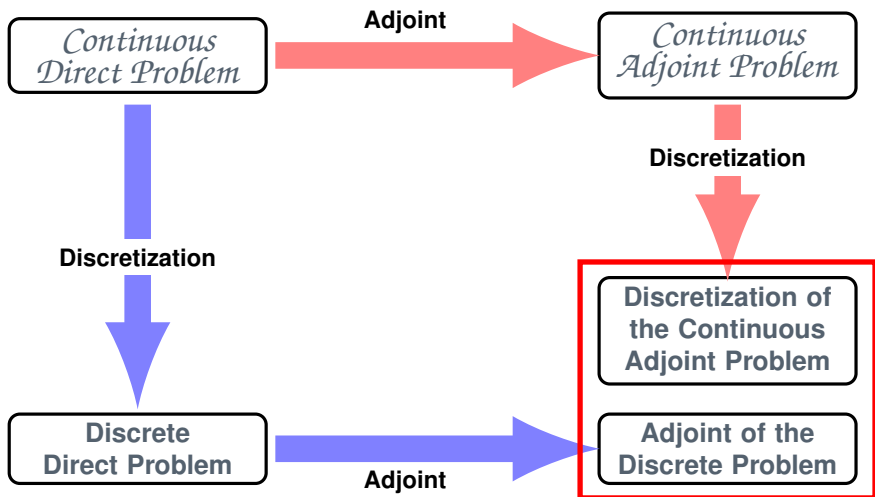 Adjoint
Continuous
Direct Problem
Continuous
Adjoint Problem
Discretization
Discretization
Discretization of
the Continuous
Adjoint Problem
Discrete
Direct Problem
Adjoint of the
Discrete Problem
Adjoint